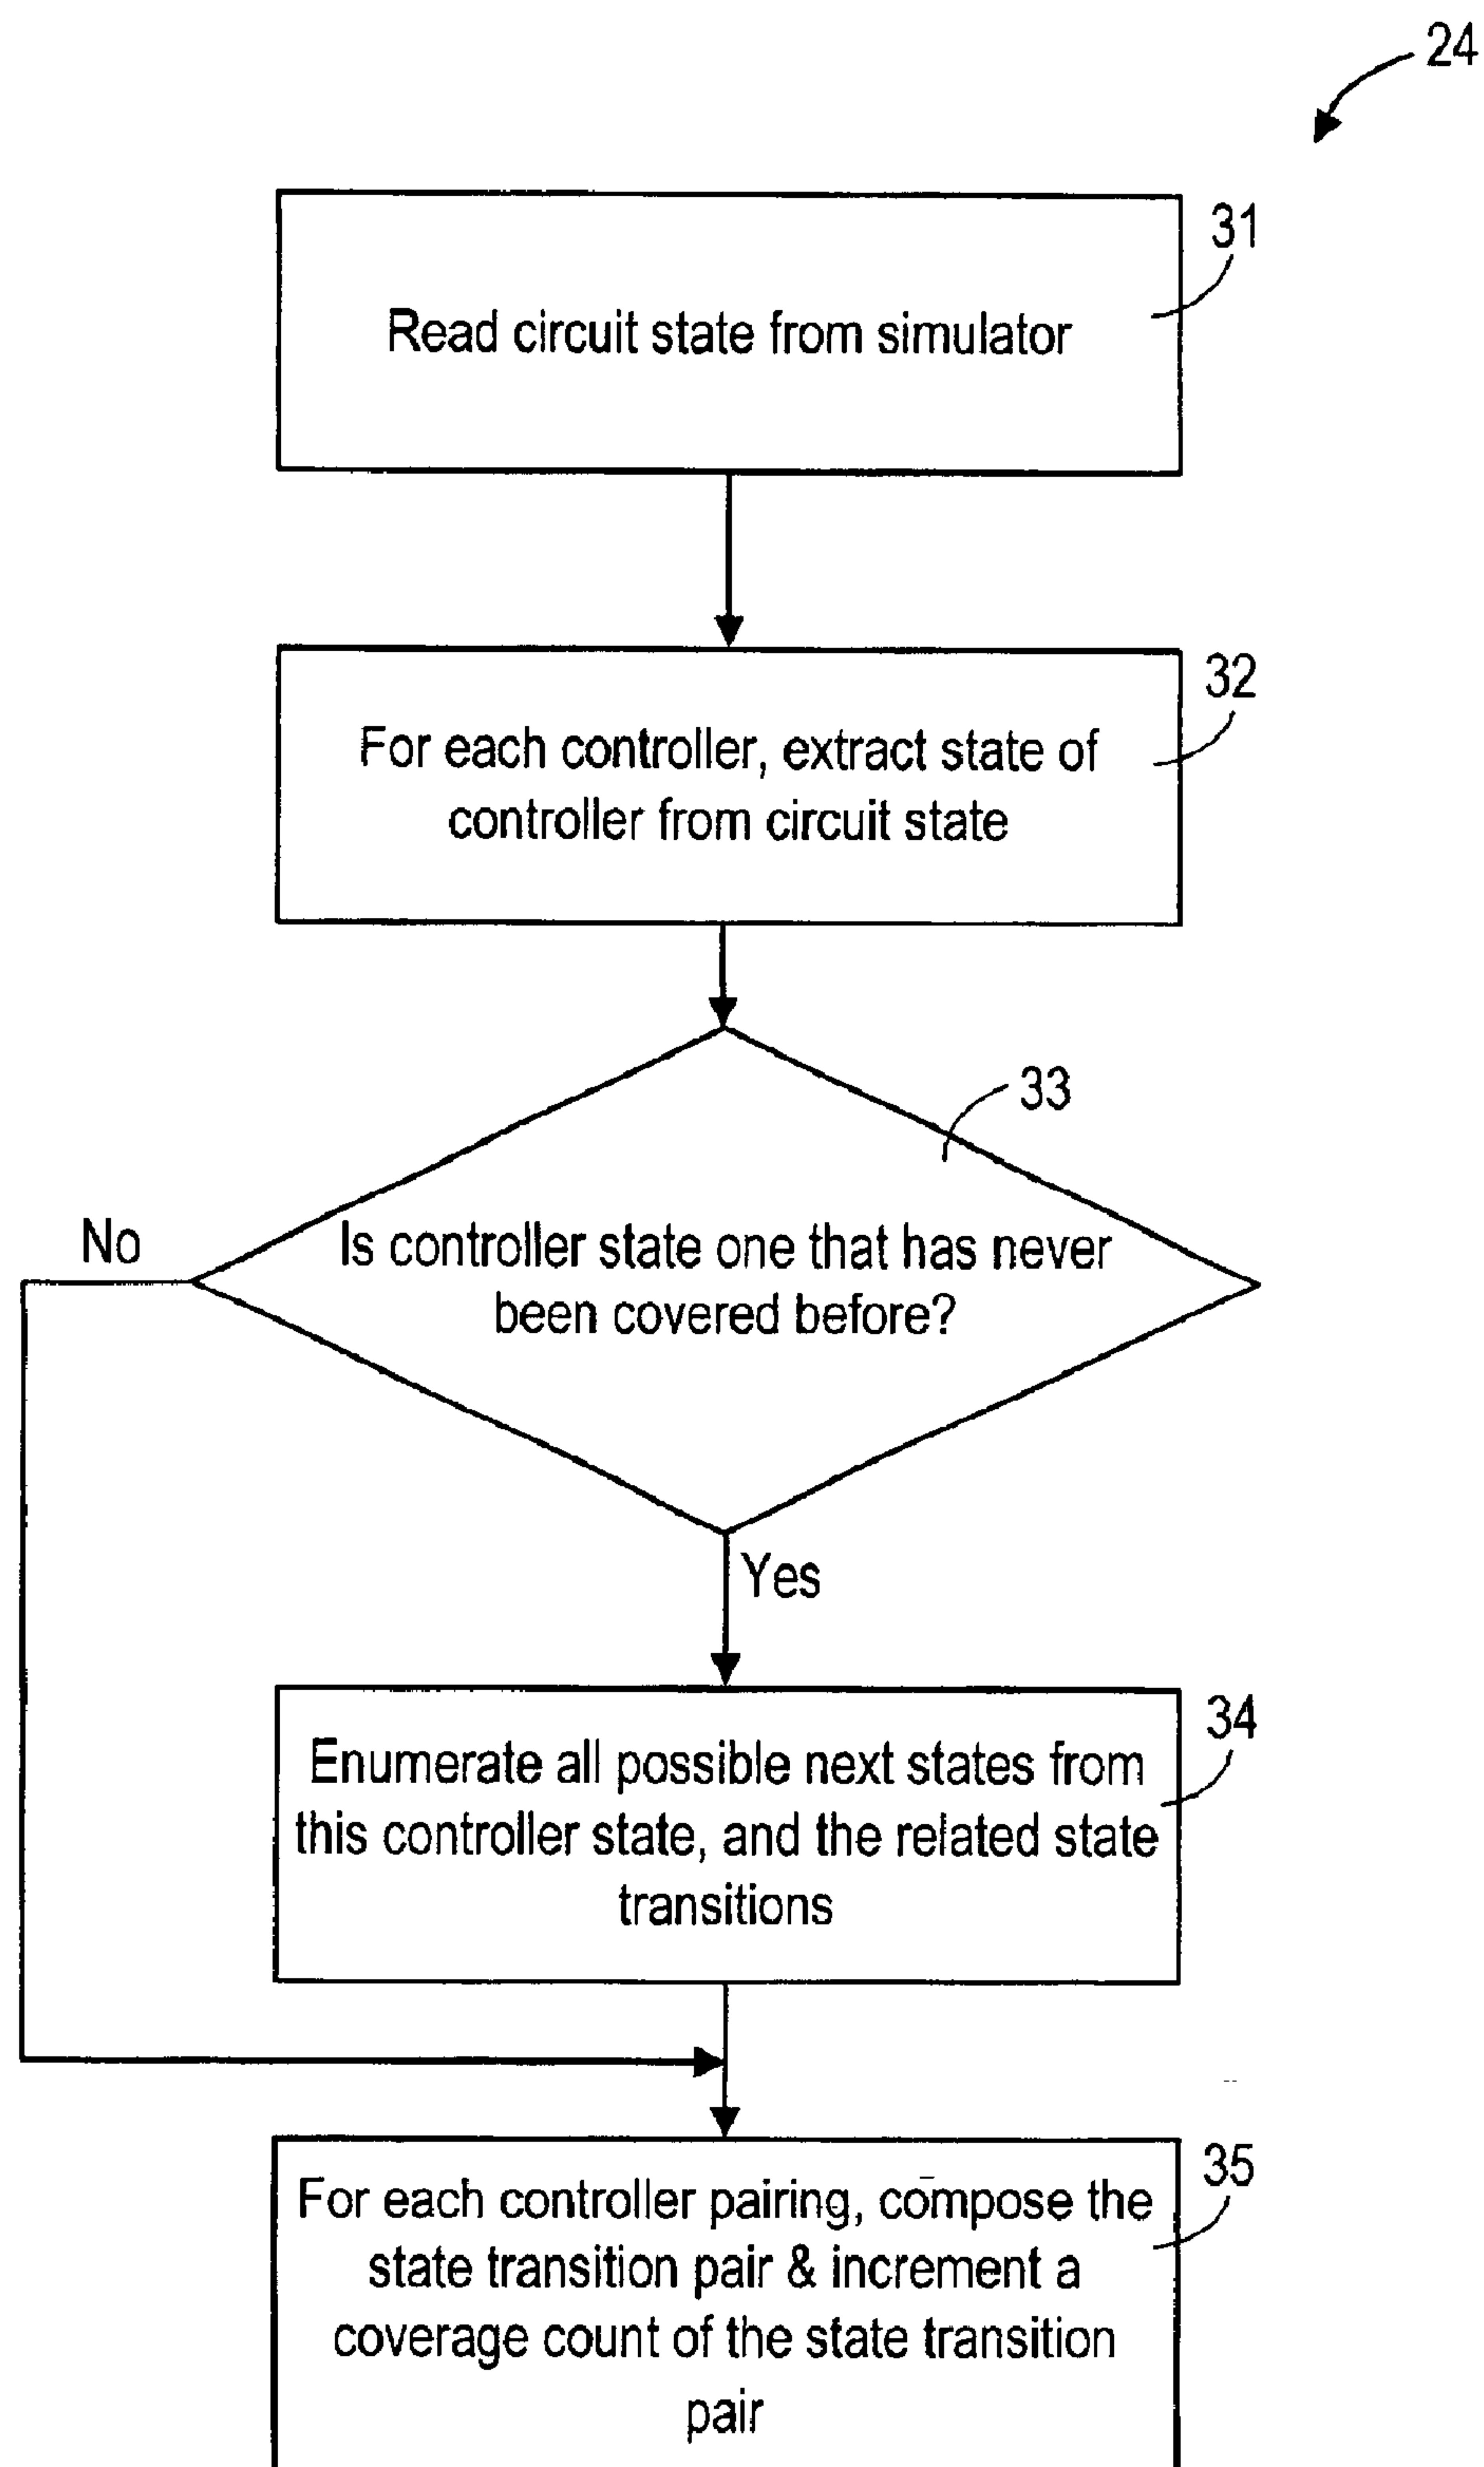 24
31
Read circuit state from simulator
32
For each controller, extract state of
controller from circuit state
33
No
Is controller state one that has never
been covered before?
Yes
34
Enumerate all possible next states from
this controller state, and the related state
transitions
35
For each controller pairing, compose the
state transition pair & increment a
coverage count of the state transition
pair